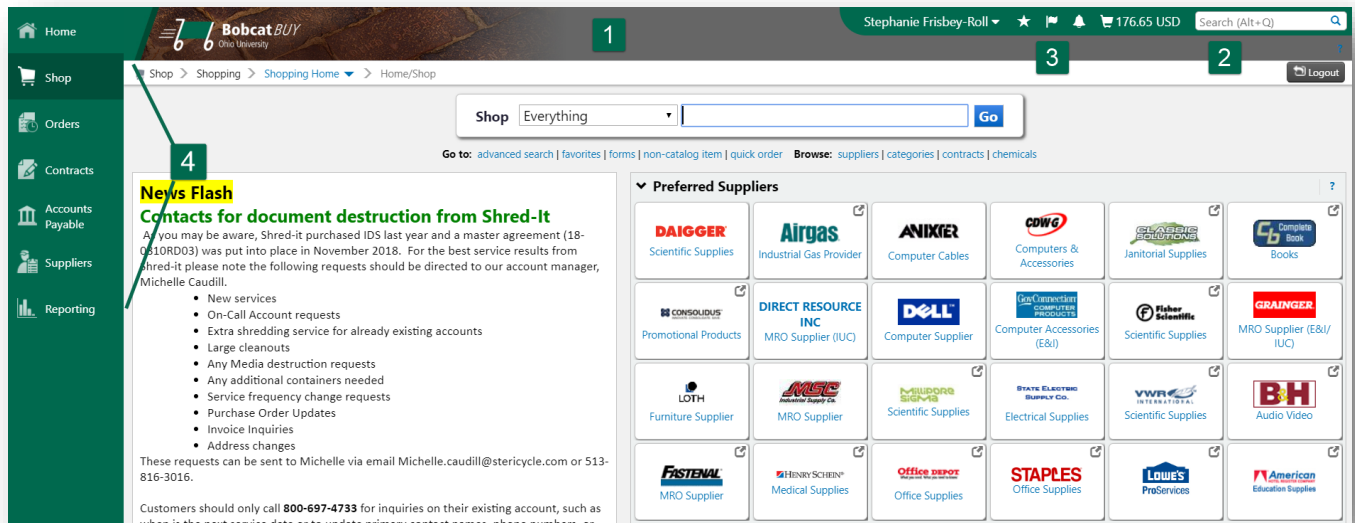 Home
Shop
Orders
Contracts
Accounts
Payable
Suppliers
Reporting
Bobcat BUY
Ohio University
1
Stephanie Frisbey-Roll
176.65 USD
Search (Alt+Q)
?
3
2
4
Shop > Shopping > Shopping Home > Home/Shop
Logout
Shop Everything Go
Go to: advanced search | favorites | forms | non-catalog item | quick order Browse: suppliers | categories | contracts | chemicals
News Flash
Contacts for document destruction from Shred-It
As you may be aware, Shred-it purchased IDS last year and a master agreement (18-
0810RD03) was put into place in November 2018. For the best service results from
Shred-it please note the following requests should be directed to our account manager,
Michelle Caudill.
• New services
• On-Call Account requests
• Extra shredding service for already existing accounts
• Large cleanouts
• Any Media destruction requests
• Any additional containers needed
• Service frequency change requests
• Purchase Order Updates
• Invoice Inquiries
• Address changes
These requests can be sent to Michelle via email Michelle.caudill@stericycle.com or 513-
816-3016.
Customers should only call 800-697-4733 for inquiries on their existing account, such as
Preferred Suppliers
?
DAIGGER
Scientific Supplies
Airgas
Industrial Gas Provider
ANIXTER
Computer Cables
CDWG
Computers &
Accessories
CLASSIC
SOLUTIONS
Janitorial Supplies
Cb Complete
Book
Books
CONSOLIDUS
Promotional Products
DIRECT RESOURCE
INC
MRO Supplier (IUC)
DELL
Computer Supplier
GovConnection
COMPUTER
PRODUCTS
Computer Accessories
(E&I)
Fisher
Scientific
Scientific Supplies
GRAINGER
MRO Supplier (E&I/
IUC)
LOTH
Furniture Supplier
MSC
Industrial Supply Co.
MRO Supplier
MILLIPORE
SIGMA
Scientific Supplies
STATE ELECTRIC
SUPPLY CO.
Electrical Supplies
VWR
INTERNATIONAL
Scientific Supplies
B&H
Audio Video
FASTENAL
MRO Supplier
HENRY SCHEIN®
Medical Supplies
Office DEPOT
Office Supplies
STAPLES
Office Supplies
LOWE'S
ProServices
American
Education Supplies